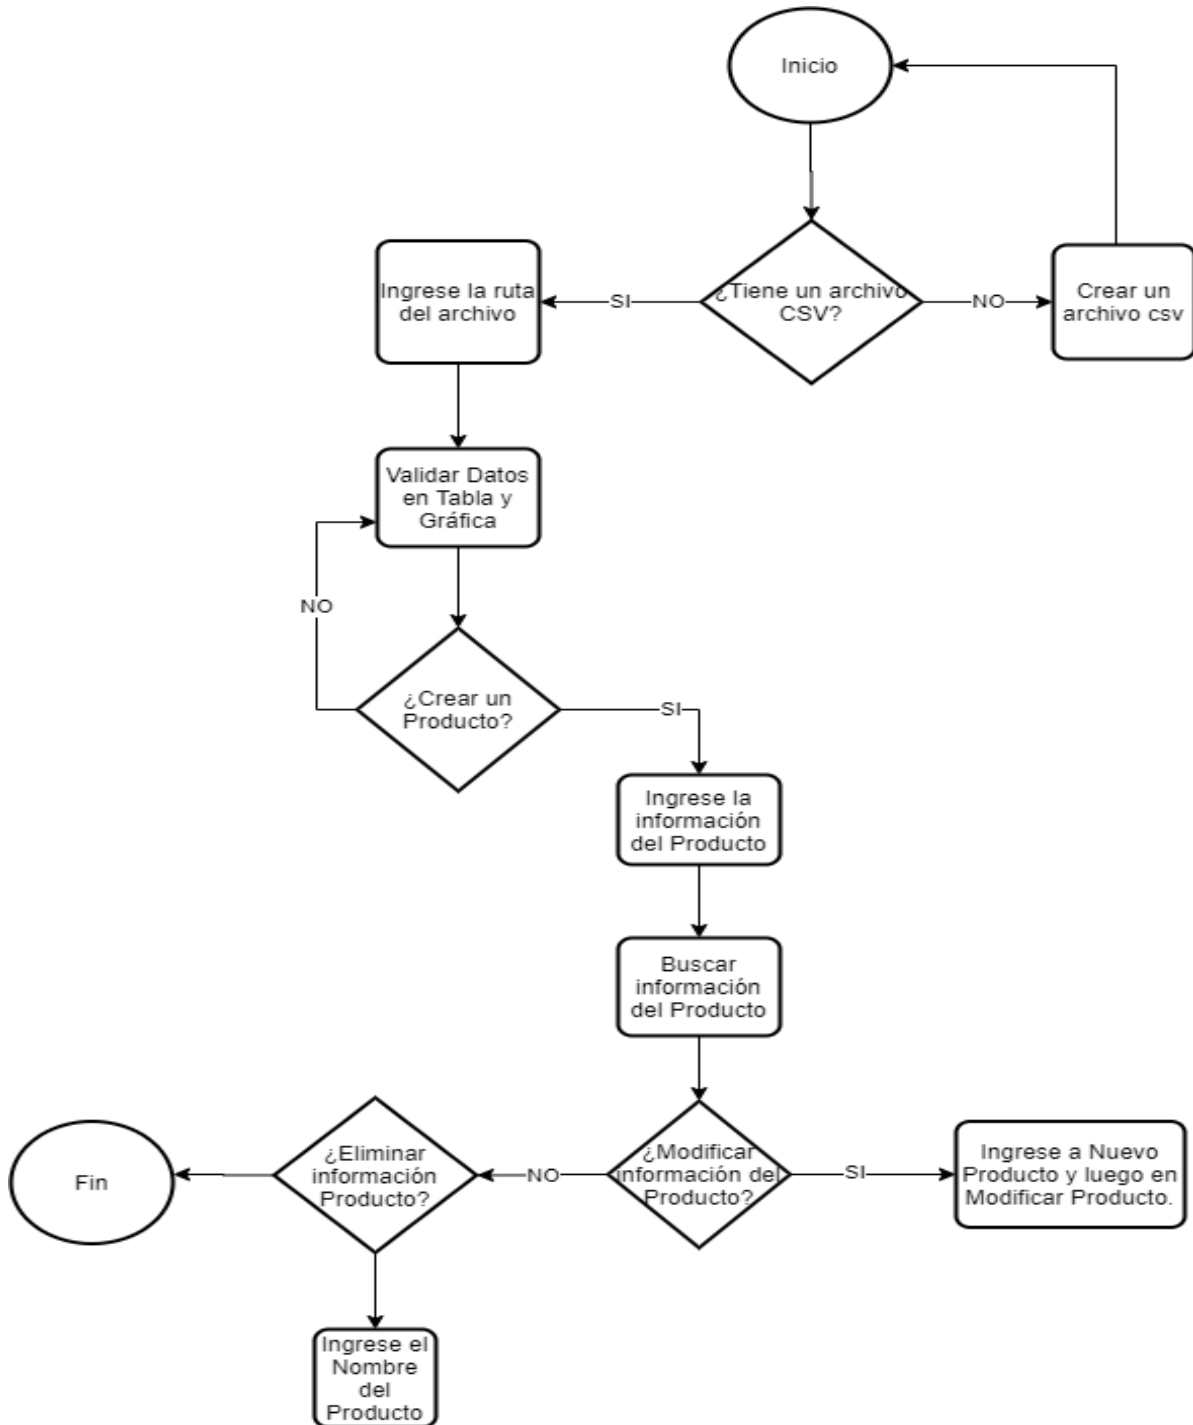 Inicio
¿Tiene un archivo
CSV?
SI
NO
Ingrese la ruta
del archivo
Crear un
archivo csv
Validar Datos
en Tabla y
Gráfica
NO
¿Crear un
Producto?
SI
Ingrese la
información
del Producto
Buscar
información
del Producto
¿Modificar
información del
Producto?
NO
SI
¿Eliminar
información
Producto?
Fin
Ingrese a Nuevo
Producto y luego en
Modificar Producto.
Ingrese el
Nombre
del
Producto